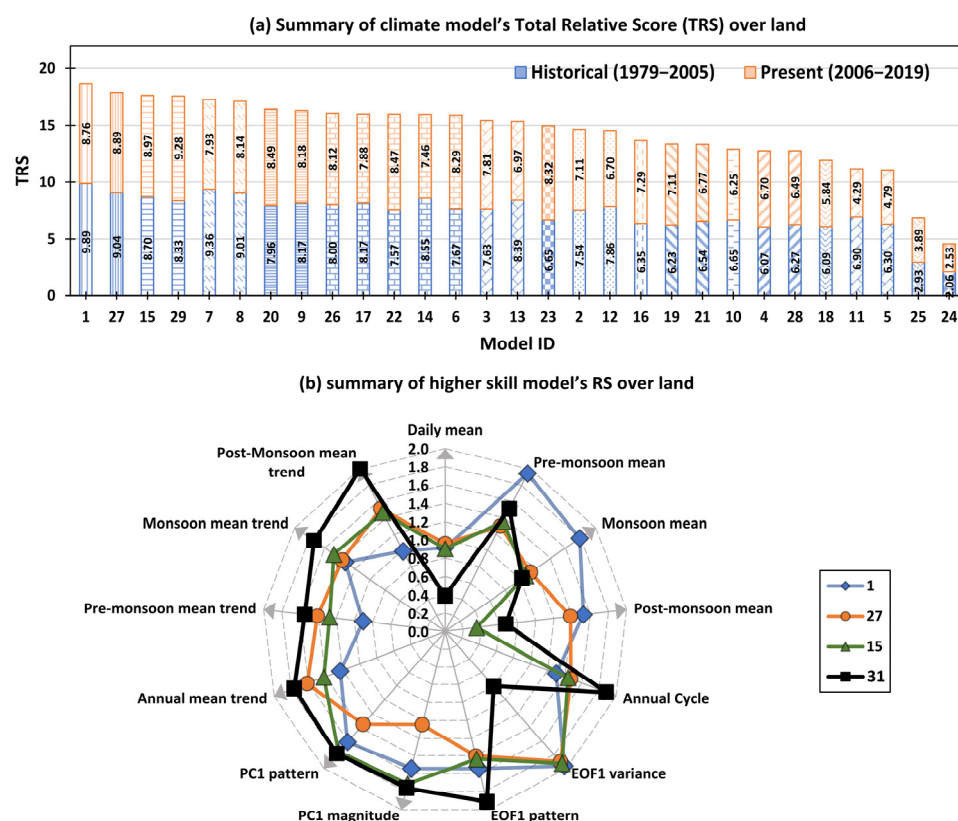 (a) Summary of climate model's Total Relative Score (TRS) over land
Historical (1979–2005) Present (2006–2019)
TRS
20
15
10
5
0
8.76 8.89 8.97 9.28 7.93 8.14 8.49 8.18 8.12 7.88 8.47 7.46 8.29 7.81 6.97 8.32 7.11 6.70 7.29 7.11 6.77 6.25 6.70 6.49 5.84 4.29 4.79 3.89 2.53
9.89 9.04 8.70 8.33 9.36 9.01 7.96 8.17 8.00 8.17 7.57 8.55 7.67 7.63 8.39 6.65 7.54 7.86 6.35 6.23 6.54 6.65 6.07 6.27 6.09 6.90 6.30 2.93 2.06
1 27 15 29 7 8 20 9 26 17 22 14 6 3 13 23 2 12 16 19 21 10 4 28 18 11 5 25 24
Model ID
(b) summary of higher skill model's RS over land
Daily mean
Pre-monsoon mean
Monsoon mean
Post-monsoon mean
Annual Cycle
EOF1 variance
EOF1 pattern
PC1 magnitude
PC1 pattern
Annual mean trend
Pre-monsoon mean trend
Monsoon mean trend
Post-Monsoon mean
trend
2.0
1.8
1.6
1.4
1.2
1.0
0.8
0.6
0.4
0.2
0.0
1
27
15
31